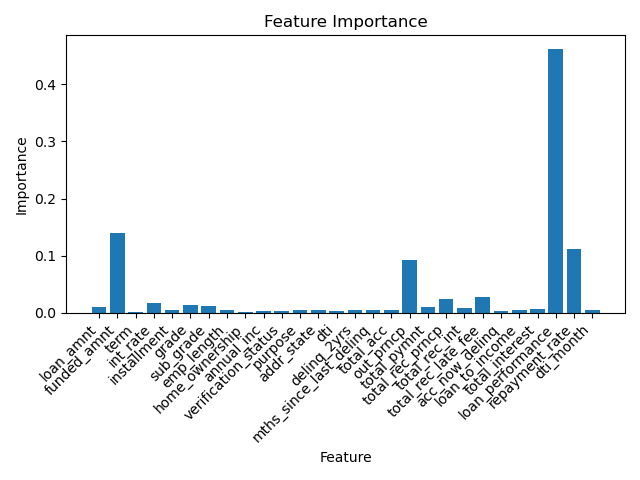 Feature Importance
Importance
0.4
0.3
0.2
0.1
0.0
loan_amnt
funded_amnt
term
int_rate
installment
grade
sub_grade
emp_length
home_ownership
annual_inc
verification_status
purpose
addr_state
dti
delinq_2yrs
mths_since_last_delinq
total_acc
out_prncp
total_pymnt
total_rec_prncp
total_rec_int
total_rec_late_fee
acc_now_delinq
loan_to_income
total_interest
loan_performance
repayment_rate
dti_month
Feature